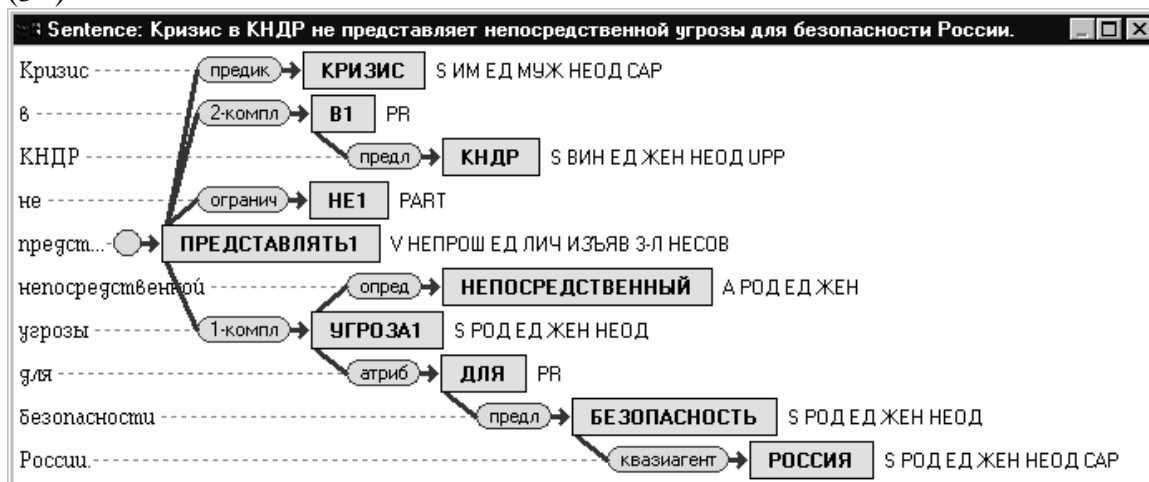 Sentence: Кризис в КНДР не представляет непосредственной угрозы для безопасности России.
Кризис предик КРИЗИС S ИМ ЕД МУЖ НЕОД CAP
в 2-компл В1 PR
КНДР предл КНДР S ВИН ЕД ЖЕН НЕОД UPP
не огранич НЕ1 PART
предст... ПРЕДСТАВЛЯТЬ1 V НЕПРОШ ЕД ЛИЧ ИЗЪЯВ 3-Л НЕСОВ
непосредственной опред НЕПОСРЕДСТВЕННЫЙ A РОД ЕД ЖЕН
угрозы 1-компл УГРОЗА1 S РОД ЕД ЖЕН НЕОД
для атриб ДЛЯ PR
безопасности предл БЕЗОПАСНОСТЬ S РОД ЕД ЖЕН НЕОД
России. квазиагент РОССИЯ S РОД ЕД ЖЕН НЕОД CAP